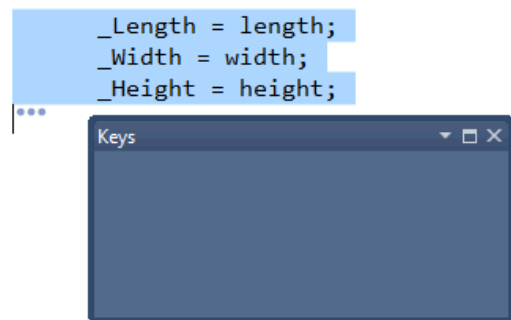 _Length = length;
_Width = width;
_Height = height;
Keys